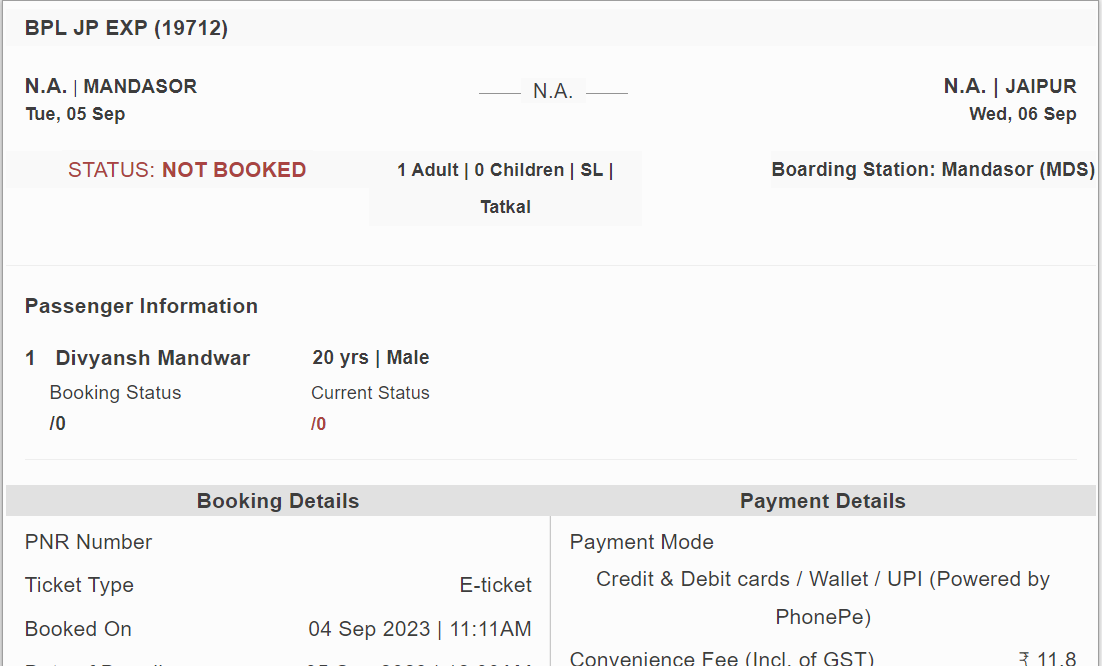 BPL JP EXP (19712)
N.A. | MANDASOR
N.A.
N.A. | JAIPUR
Tue, 05 Sep
Wed, 06 Sep
STATUS: NOT BOOKED
1 Adult | 0 Children | SL |
Tatkal
Boarding Station: Mandasor (MDS)
Passenger Information
1 Divyansh Mandwar
20 yrs | Male
Booking Status
Current Status
/0
/0
Booking Details
Payment Details
PNR Number
Payment Mode
Credit & Debit cards / Wallet / UPI (Powered by
PhonePe)
Ticket Type
E-ticket
Booked On
04 Sep 2023 | 11:11AM
Convenience Fee (Incl. of GST)
₹ 11.8